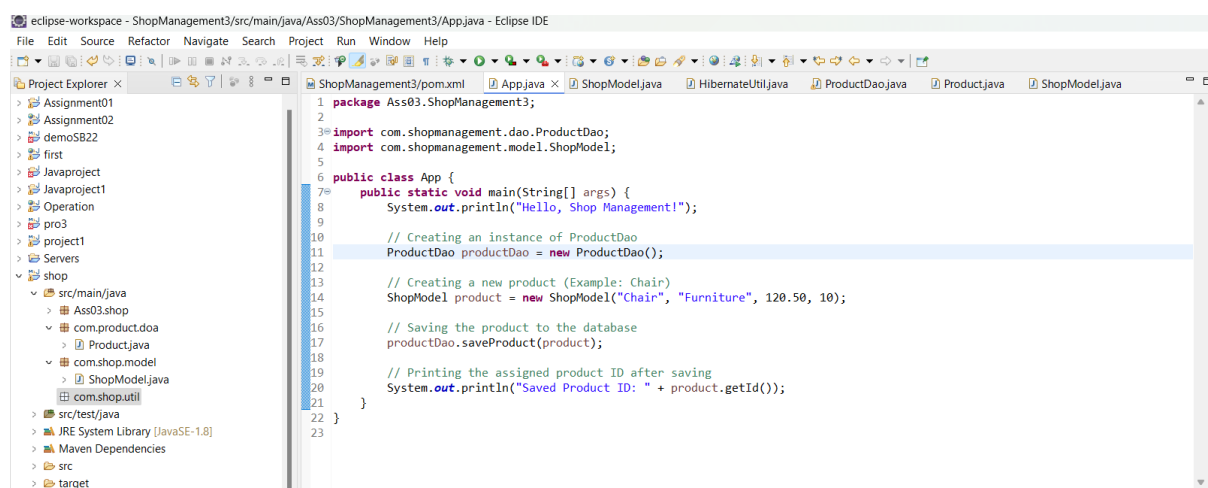 eclipse-workspace - ShopManagement3/src/main/java/Ass03/ShopManagement3/App.java - Eclipse IDE
File Edit Source Refactor Navigate Search Project Run Window Help
Project Explorer
ShopManagement3/pom.xml App.java ShopModel.java HibernateUtil.java ProductDao.java Product.java ShopModel.java
Assignment01
Assignment02
demoSB22
first
Javaproject
Javaproject1
Operation
pro3
project1
Servers
shop
src/main/java
Ass03.shop
com.product.doa
Product.java
com.shop.model
ShopModel.java
com.shop.util
src/test/java
JRE System Library [JavaSE-1.8]
Maven Dependencies
src
target
1 package Ass03.ShopManagement3;
2
3 import com.shopmanagement.dao.ProductDao;
4 import com.shopmanagement.model.ShopModel;
5
6 public class App {
7 public static void main(String[] args) {
8 System.out.println("Hello, Shop Management!");
9
10 // Creating an instance of ProductDao
11 ProductDao productDao = new ProductDao();
12
13 // Creating a new product (Example: Chair)
14 ShopModel product = new ShopModel("Chair", "Furniture", 120.50, 10);
15
16 // Saving the product to the database
17 productDao.saveProduct(product);
18
19 // Printing the assigned product ID after saving
20 System.out.println("Saved Product ID: " + product.getId());
21 }
22 }
23